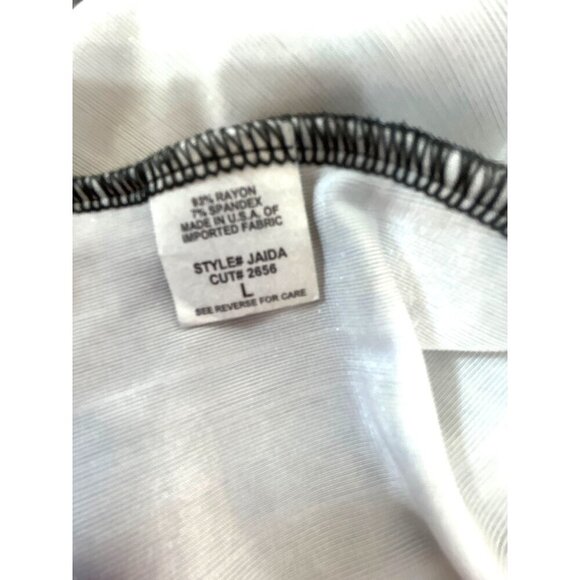 93% RAYON
7% SPANDEX
MADE IN U.S.A. OF
IMPORTED FABRIC
STYLE# JAIDA
CUT# 2656
L
SEE REVERSE FOR CARE